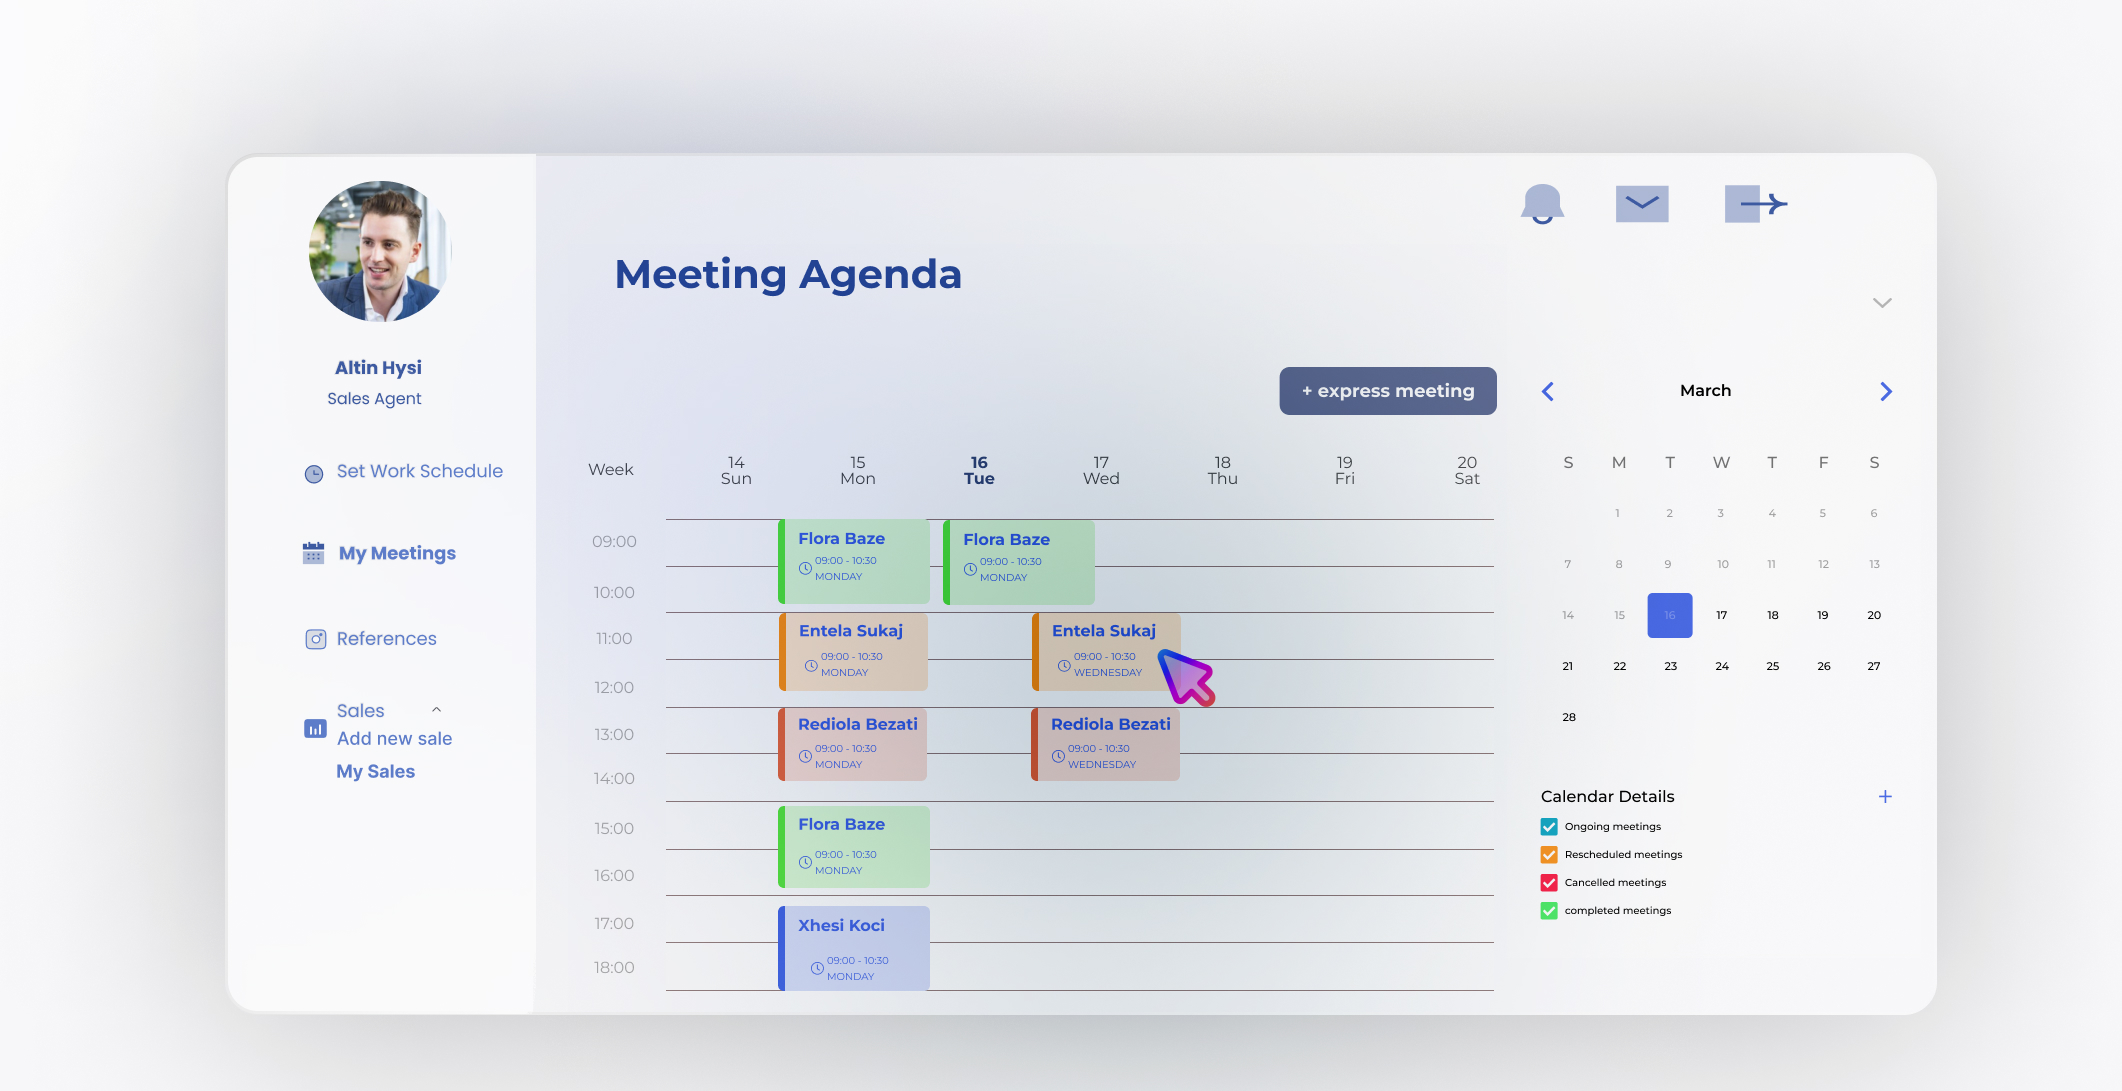 Altin Hysi
Sales Agent
Set Work Schedule
My Meetings
References
Sales
Add new sale
My Sales
Meeting Agenda
+ express meeting
Week
14 Sun
15 Mon
16 Tue
17 Wed
18 Thu
19 Fri
20 Sat
09:00
10:00
11:00
12:00
13:00
14:00
15:00
16:00
17:00
18:00
Flora Baze
09:00 - 10:30
MONDAY
Flora Baze
09:00 - 10:30
MONDAY
Entela Sukaj
09:00 - 10:30
MONDAY
Entela Sukaj
09:00 - 10:30
WEDNESDAY
Rediola Bezati
09:00 - 10:30
MONDAY
Rediola Bezati
09:00 - 10:30
WEDNESDAY
Flora Baze
09:00 - 10:30
MONDAY
Xhesi Koci
09:00 - 10:30
MONDAY
March
S M T W T F S
1 2 3 4 5 6
7 8 9 10 11 12 13
14 15 16 17 18 19 20
21 22 23 24 25 26 27
28
Calendar Details
Ongoing meetings
Rescheduled meetings
Cancelled meetings
completed meetings